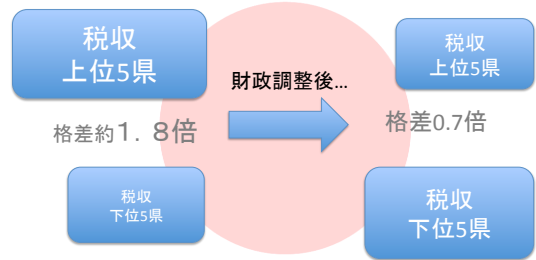 税収
上位5県
格差約１．８倍
税収
下位5県
財政調整後...
税収
上位5県
格差0.7倍
税収
下位5県